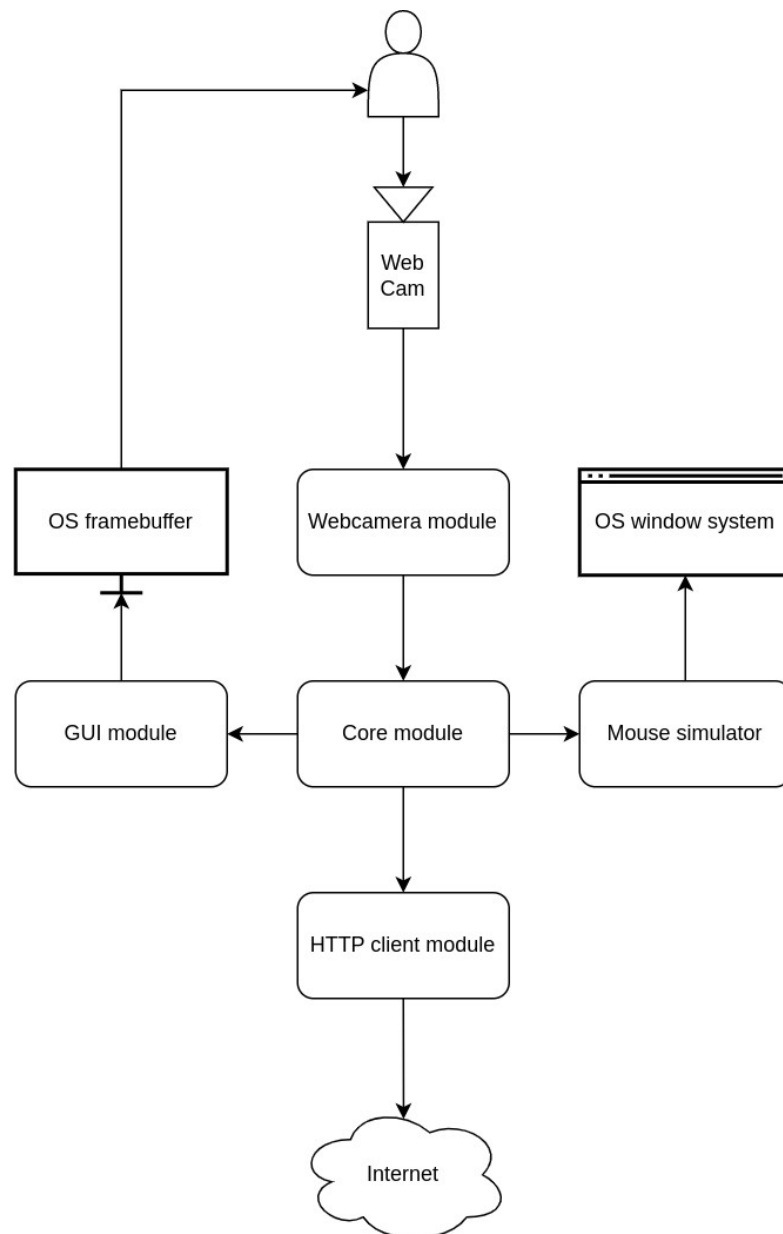 Web
Cam
OS framebuffer
Webcamera module
OS window system
GUI module
Core module
Mouse simulator
HTTP client module
Internet